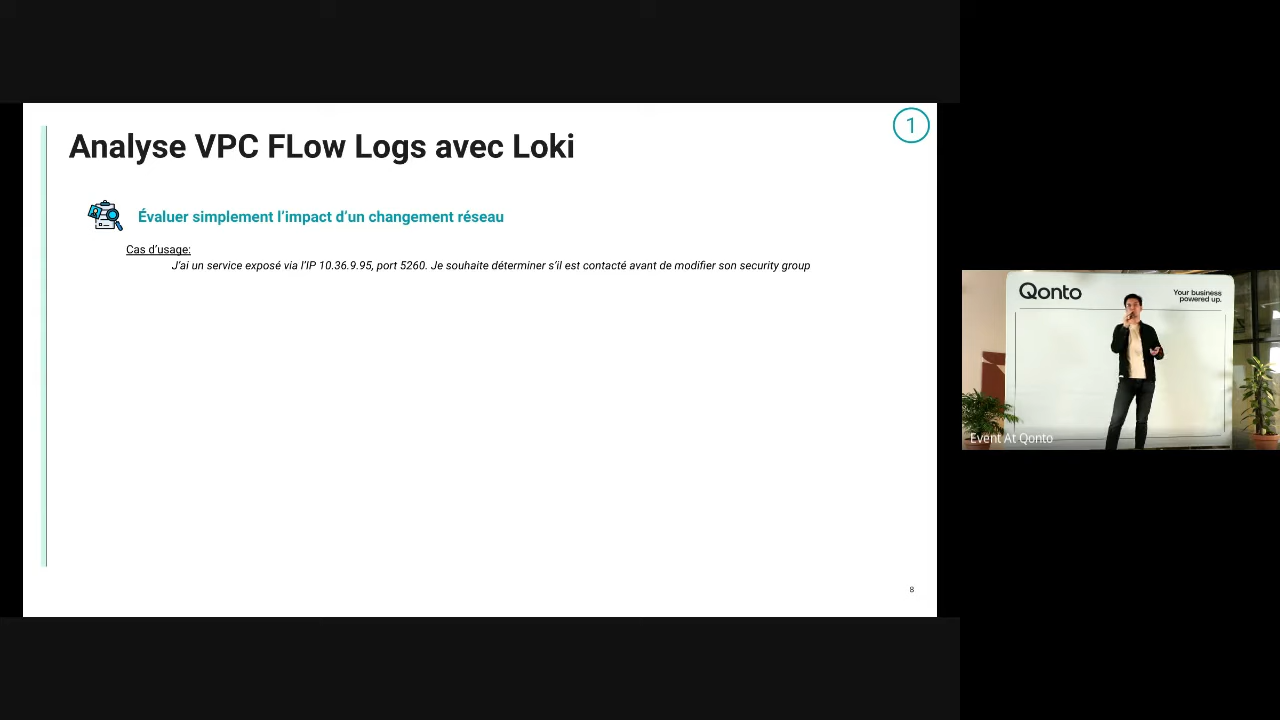 Analyse VPC FLow Logs avec Loki
1
Évaluer simplement l’impact d’un changement réseau
Cas d’usage:
J’ai un service exposé via l’IP 10.36.9.95, port 5260. Je souhaite déterminer s’il est contacté avant de modifier son security group
8
Qonto
Your business
powered up.
Event At Qonto